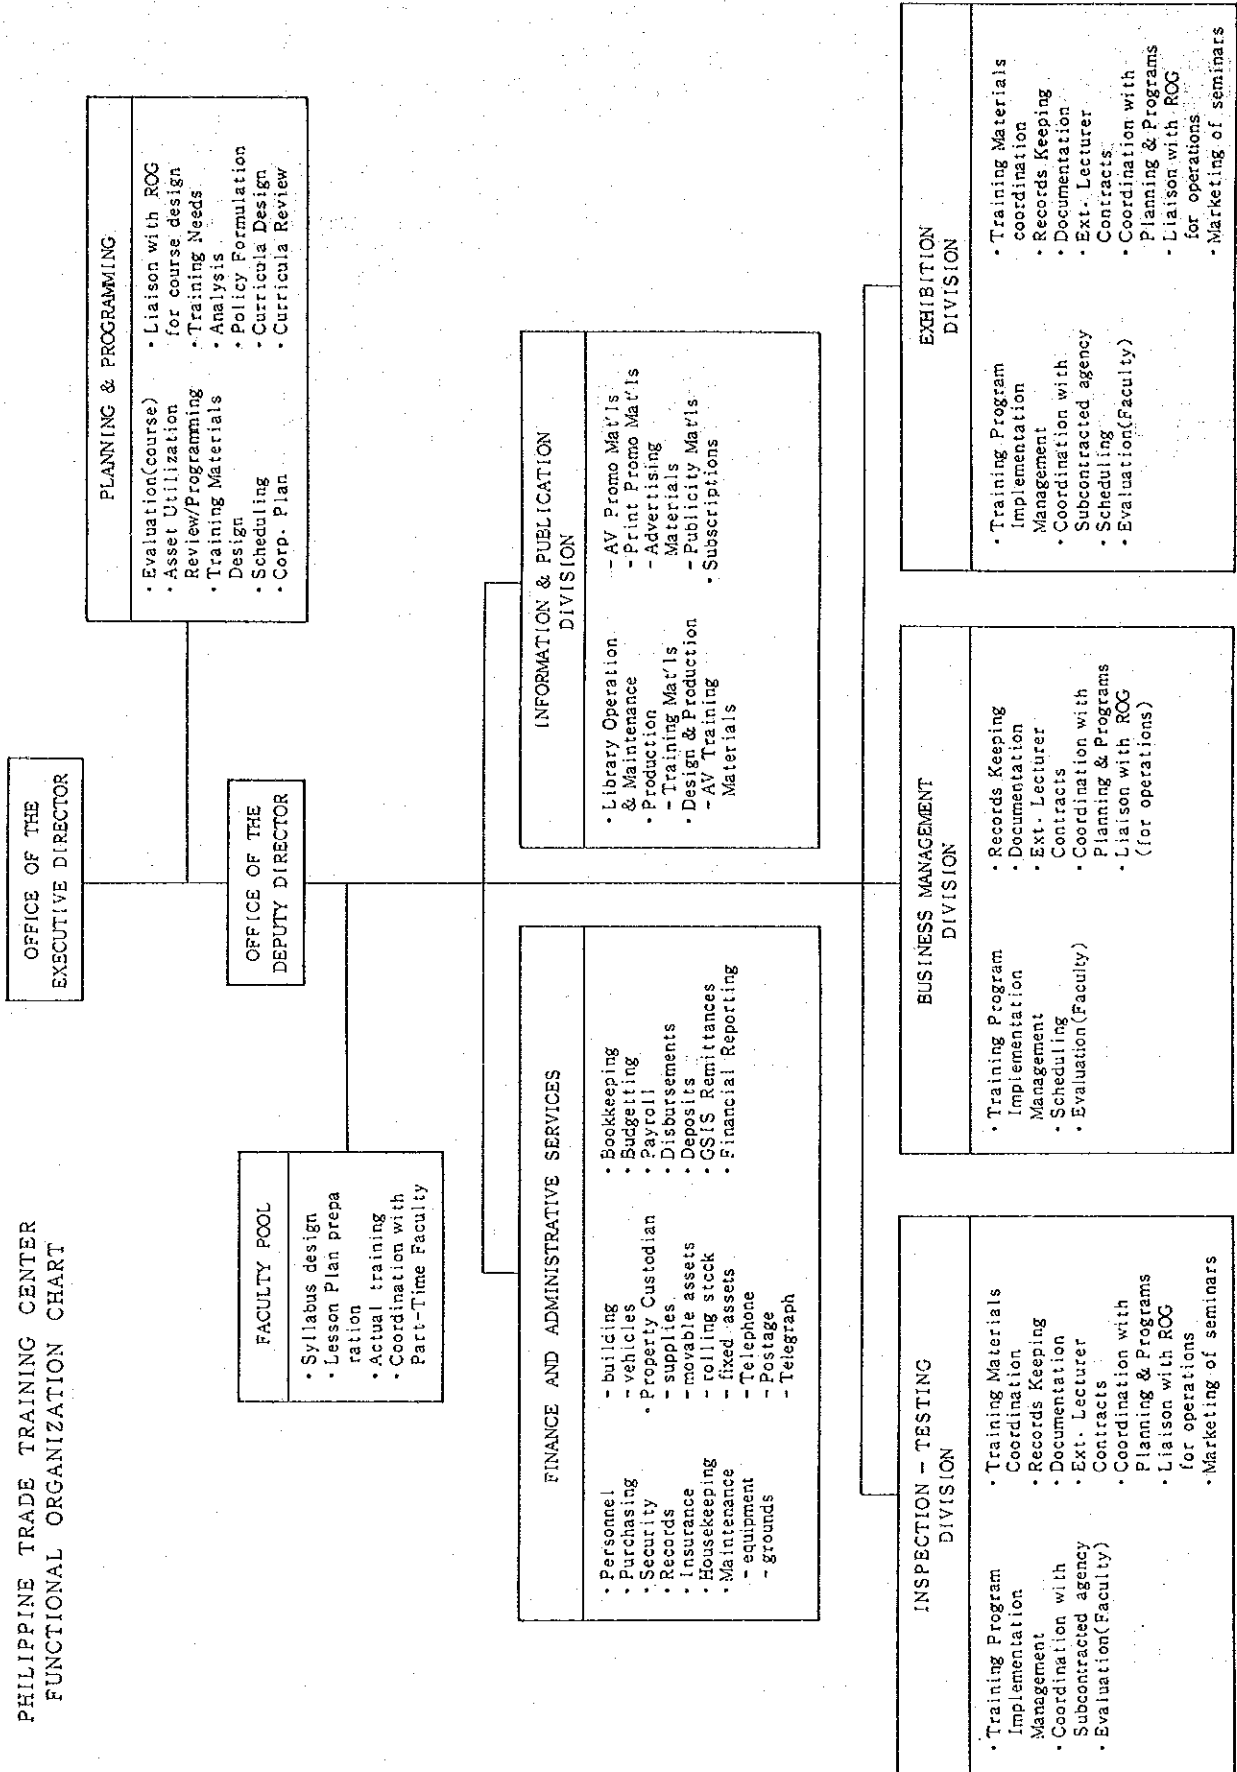 PHILIPPINE TRADE TRAINING CENTER
FUNCTIONAL ORGANIZATION CHART
OFFICE OF THE
EXECUTIVE DIRECTOR
PLANNING & PROGRAMMING
・Evaluation(course)
・Asset Utilization
Review/Programming
・Training Materials
Design
・Scheduling
・Corp. Plan
・Liaison with ROG
for course design
・Training Needs
・Analysis
・Policy Formulation
・Curricula Design
・Curricula Review
OFFICE OF THE
DEPUTY DIRECTOR
FACULTY POOL
・Syllabus design
・Lesson Plan prepa
ration
・Actual training
・Coordination with
Part-Time Faculty
FINANCE AND ADMINISTRATIVE SERVICES
・Personnel
・Purchasing
・Security
・Records
・Insurance
・Housekeeping
・Maintenance
- equipment
- grounds
- building
- vehicles
・Property Custodian
- supplies
- movable assets
- rolling stock
- fixed assets
- Telephone
- Postage
- Telegraph
・Bookkeeping
・Budgetting
・Payroll
・Disbursements
・Deposits
・GSIS Remittances
・Financial Reporting
INFORMATION & PUBLICATION
DIVISION
・Library Operation
& Maintenance
・Production
- Training Mat'ls
・Design & Production
- AV Training
Materials
- AV Promo Mat'ls
- Print Promo Mat'ls
- Advertising
Materials
- Publicity Mat'ls
・Subscriptions
INSPECTION - TESTING
DIVISION
・Training Program
Implementation
Management
・Coordination with
Subcontracted agency
・Evaluation(Faculty)
・Training Materials
Coordination
・Records Keeping
・Documentation
・Ext. Lecturer
Contracts
・Coordination with
Planning & Programs
・Liaison with ROG
for operations
・Marketing of seminars
BUSINESS MANAGEMENT
DIVISION
・Training Program
Implementation
Management
・Scheduling
・Evaluation(Faculty)
・Records Keeping
・Documentation
・Ext. Lecturer
Contracts
・Coordination with
Planning & Programs
・Liaison with ROG
(for operations)
EXHIBITION
DIVISION
・Training Program
Implementation
Management
・Coordination with
Subcontracted agency
・Scheduling
・Evaluation(Faculty)
・Training Materials
coordination
・Records Keeping
・Documentation
・Ext. Lecturer
Contracts
・Coordination with
Planning & Programs
・Liaison with ROG
for operations
・Marketing of seminars